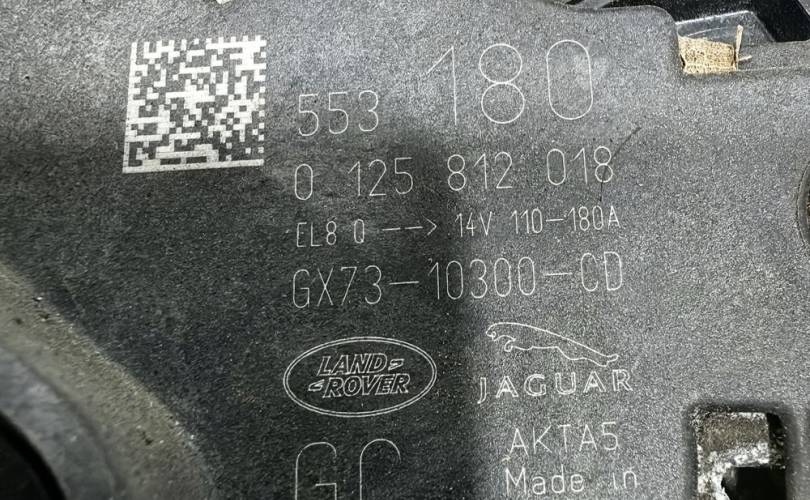 553 180
0 125 812 018
EL8 Q --> 14V 110-180A
GX73-10300-CD
LAND-
-ROVER
JAGUAR
AKTA5
Made in